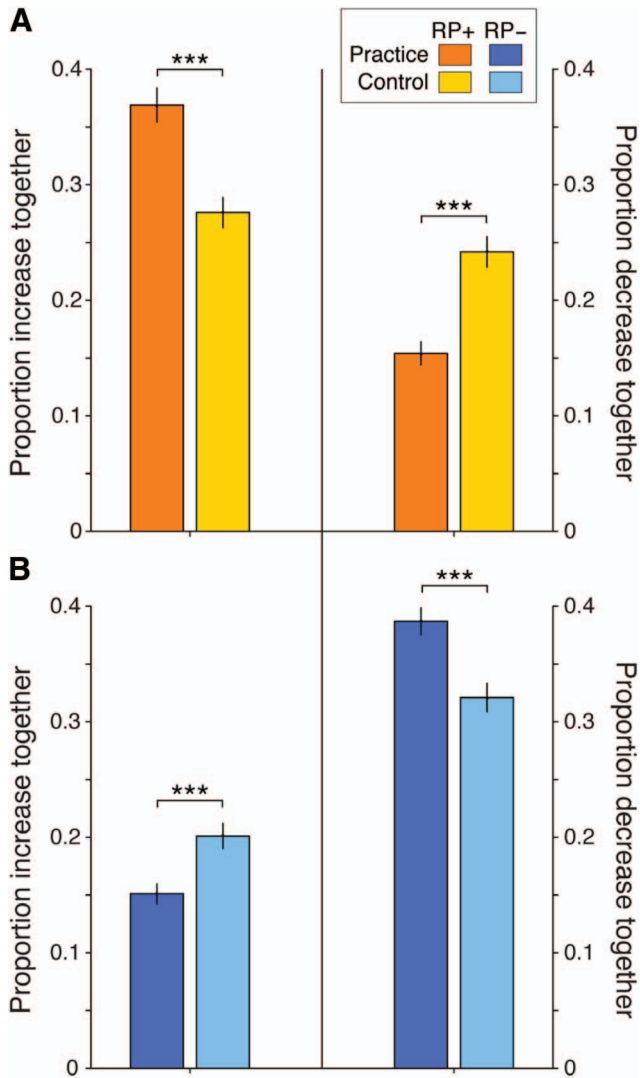 A
RP+ RP−
Practice
Control
Proportion increase together
0.4
0.3
0.2
0.1
0
***
***
0.4
0.3
0.2
0.1
0
Proportion decrease together
B
Proportion increase together
0.4
0.3
0.2
0.1
0
***
***
0.4
0.3
0.2
0.1
0
Proportion decrease together